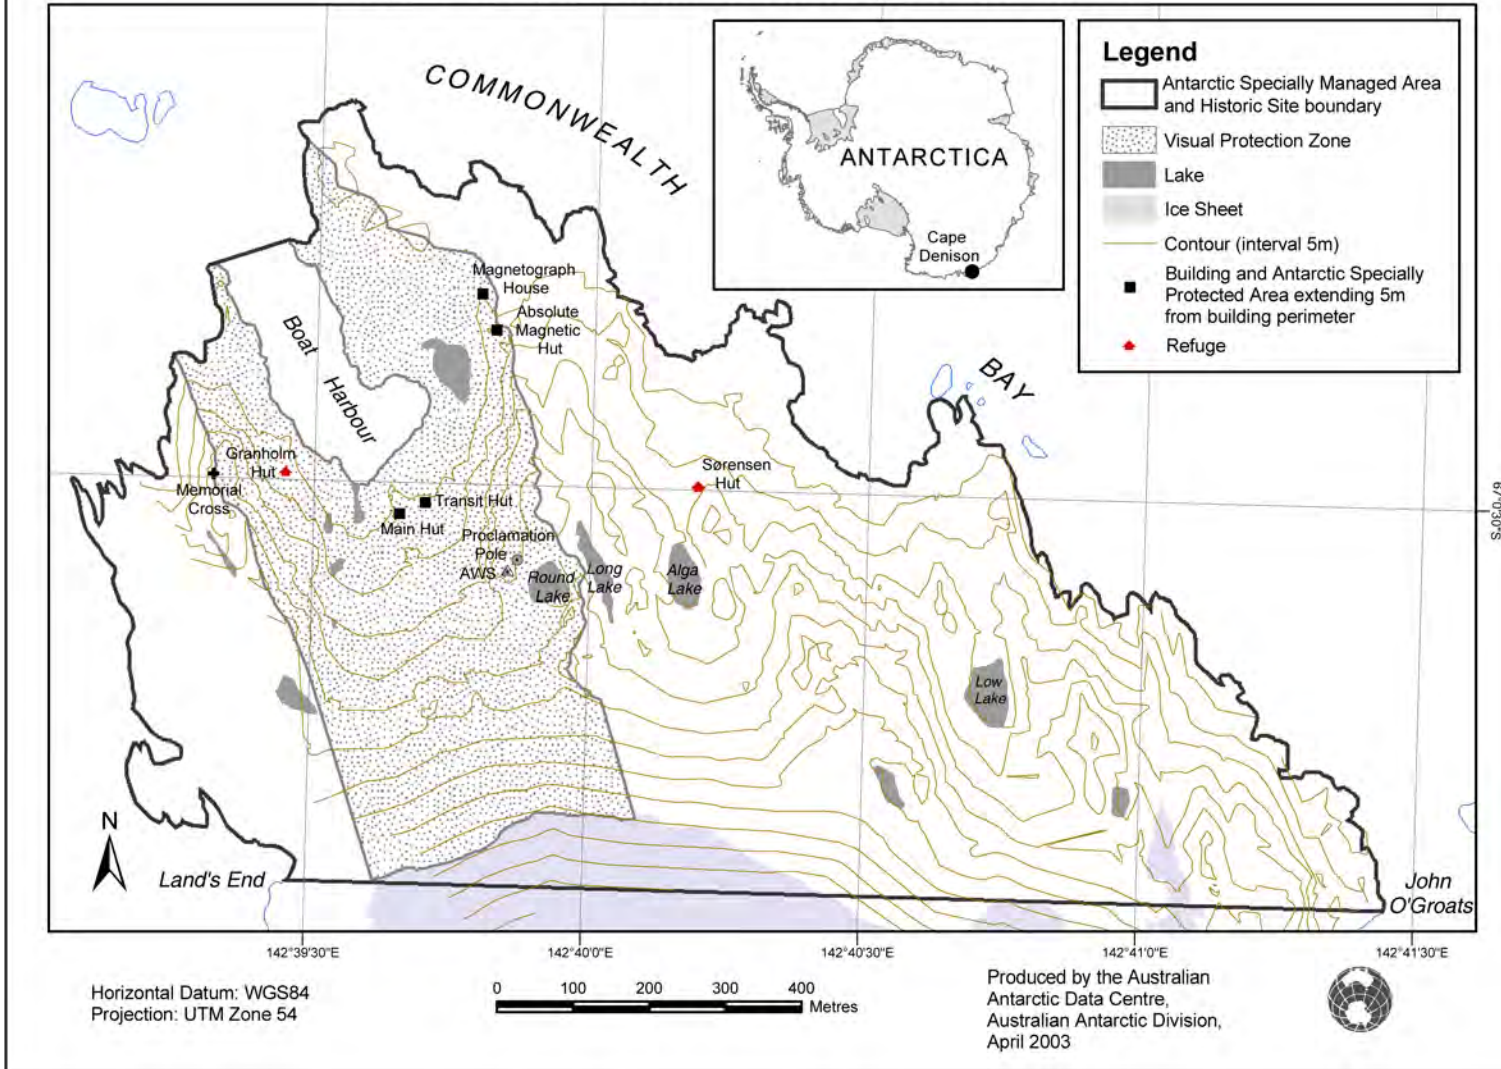 COMMONWEALTH
BAY
ANTARCTICA
Cape
Denison
Legend
Antarctic Specially Managed Area
and Historic Site boundary
Visual Protection Zone
Lake
Ice Sheet
Contour (interval 5m)
Building and Antarctic Specially
Protected Area extending 5m
from building perimeter
Refuge
Magnetograph
House
Absolute
Magnetic
Hut
Boat
Harbour
Granholm
Hut
Memorial
Cross
Transit Hut
Main Hut
Proclamation
Pole
AWS
Round
Lake
Long
Lake
Alga
Lake
Sørensen
Hut
Low
Lake
67°0'30"S
N
Land's End
John
O'Groats
142°39'30"E
142°40'0"E
142°40'30"E
142°41'0"E
142°41'30"E
Horizontal Datum: WGS84
Projection: UTM Zone 54
0 100 200 300 400
Metres
Produced by the Australian
Antarctic Data Centre,
Australian Antarctic Division,
April 2003